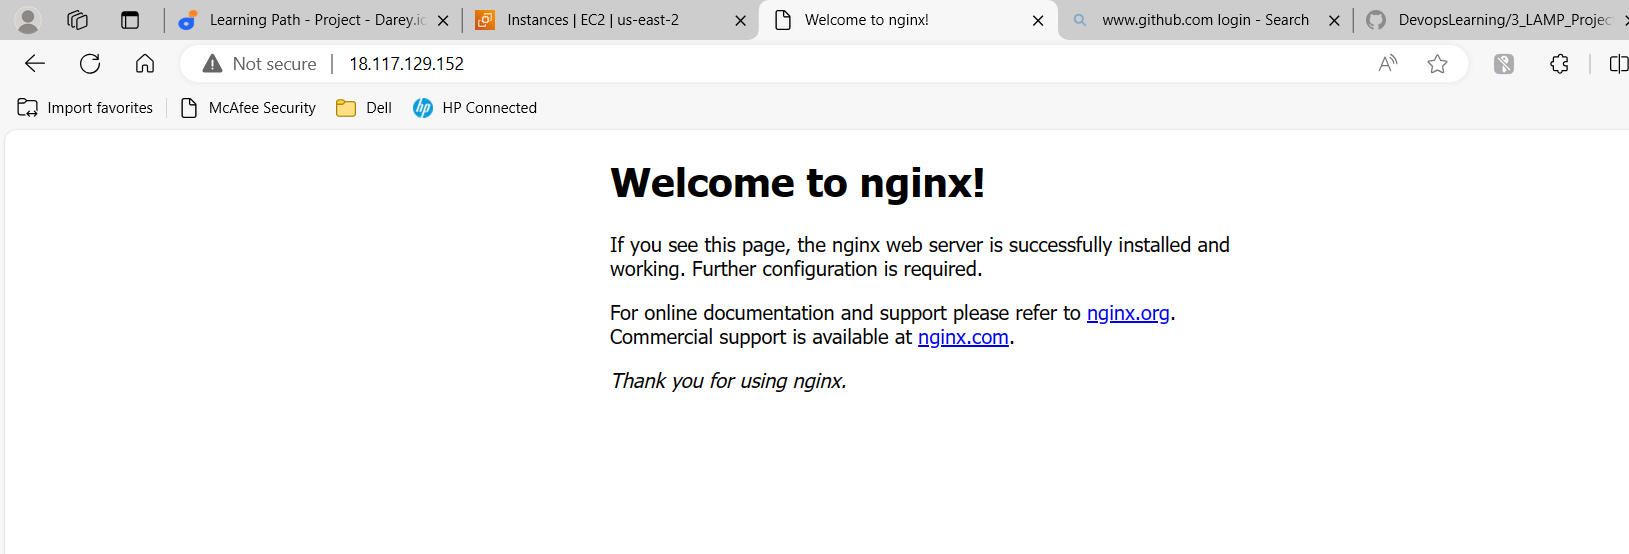 Learning Path - Project - Darey.io
Instances | EC2 | us-east-2
Welcome to nginx!
www.github.com login - Search
DevopsLearning/3_LAMP_Project
Not secure
18.117.129.152
Import favorites
McAfee Security
Dell
HP Connected
Welcome to nginx!
If you see this page, the nginx web server is successfully installed and
working. Further configuration is required.
For online documentation and support please refer to nginx.org.
Commercial support is available at nginx.com.
Thank you for using nginx.